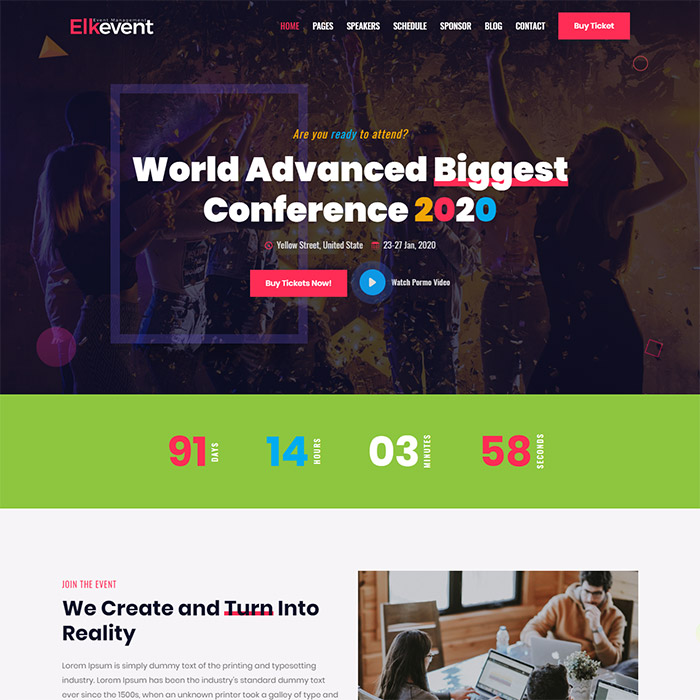 Event Management
Elkevent
HOME PAGES SPEAKERS SCHEDULE SPONSOR BLOG CONTACT Buy Ticket
Are you ready to attend?
World Advanced Biggest
Conference 2020
Yellow Street, United State 23-27 Jan, 2020
Buy Tickets Now! Watch Pormo Video
91 DAYS 14 HOURS 03 MINUTES 58 SECONDS
JOIN THE EVENT
We Create and Turn Into
Reality
Lorem Ipsum is simply dummy text of the printing and typesetting
industry. Lorem Ipsum has been the industry's standard dummy text
ever since the 1500s, when an unknown printer took a galley of type and